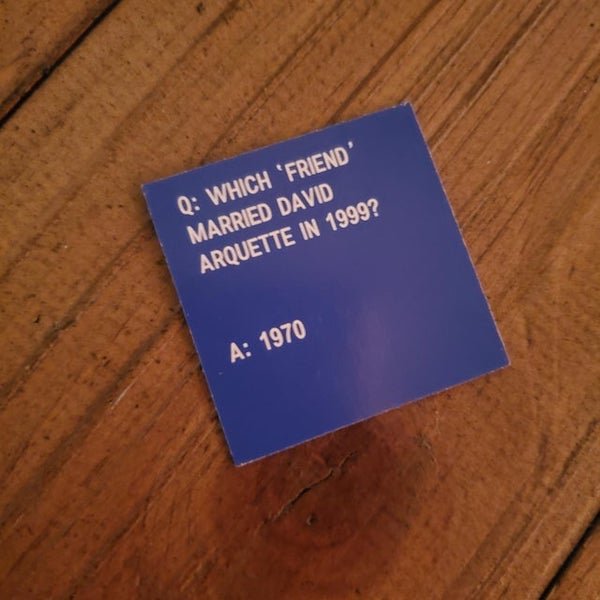 Q: WHICH 'FRIEND'
MARRIED DAVID
ARQUETTE IN 1999?
A: 1970